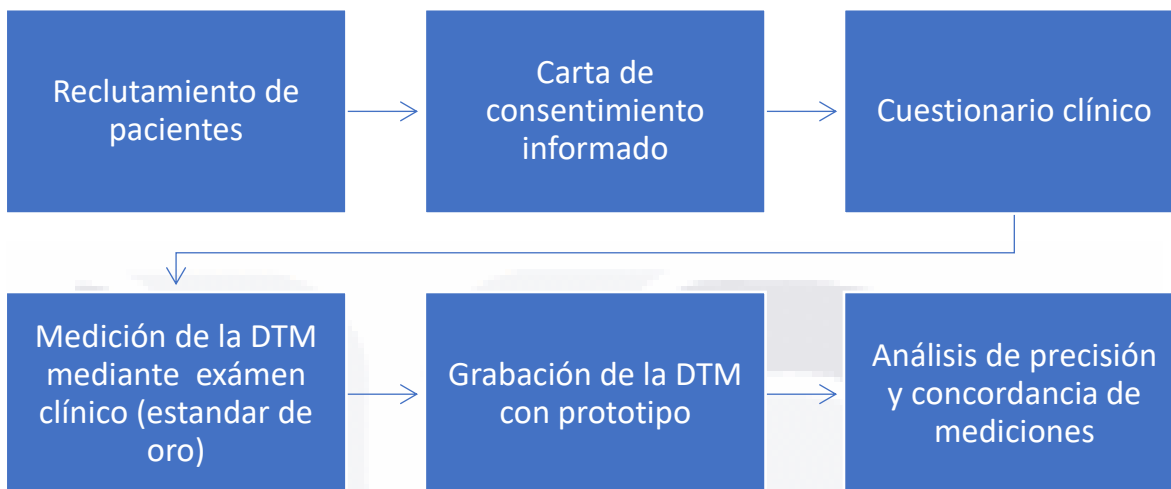 Reclutamiento de
pacientes
Carta de
consentimiento
informado
Cuestionario clínico
Medición de la DTM
mediante exámen
clínico (estandar de
oro)
Grabación de la DTM
con prototipo
Análisis de precisión
y concordancia de
mediciones